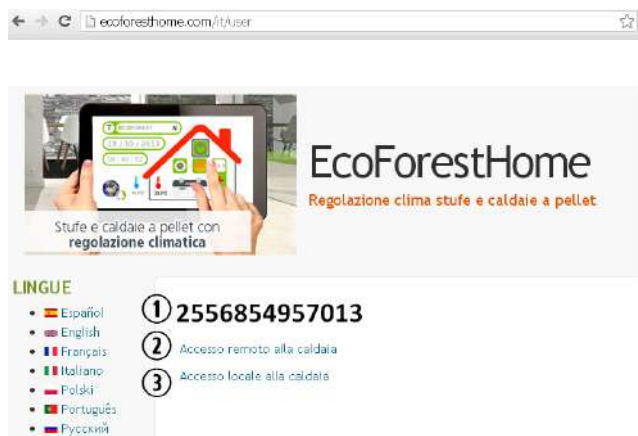 ecoforesthome.com/it/user
ECOFOREST
EcoForestHome
Regolazione clima stufe e caldaie a pellet
Stufe e caldaie a pellet con
regolazione climatica
LINGUE
Español
English
Français
Italiano
Polski
Português
Русский
① 2556854957013
② Accesso remoto alla caldaia
③ Accesso locale alla caldaia